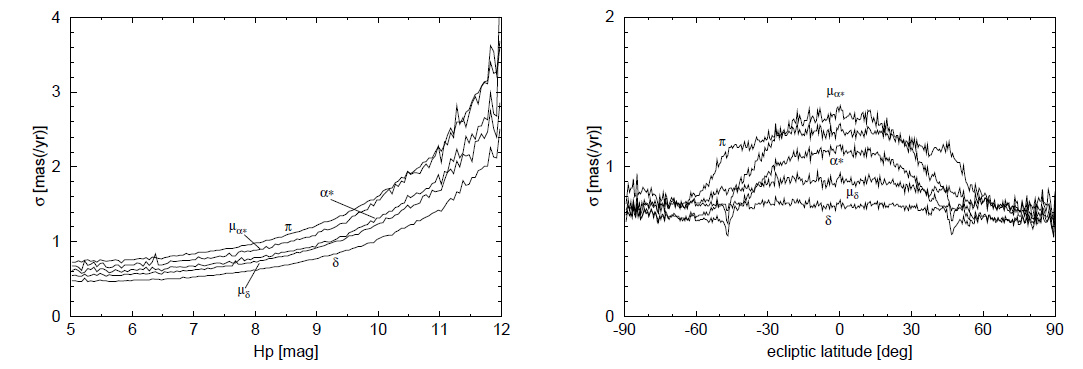 4
3
2
1
0
σ [mas(/yr)]
α*
π
μα*
δ
μδ
5 6 7 8 9 10 11 12
Hp [mag]
2
1
0
σ [mas(/yr)]
μα*
π
α*
μδ
δ
-90 -60 -30 0 30 60 90
ecliptic latitude [deg]